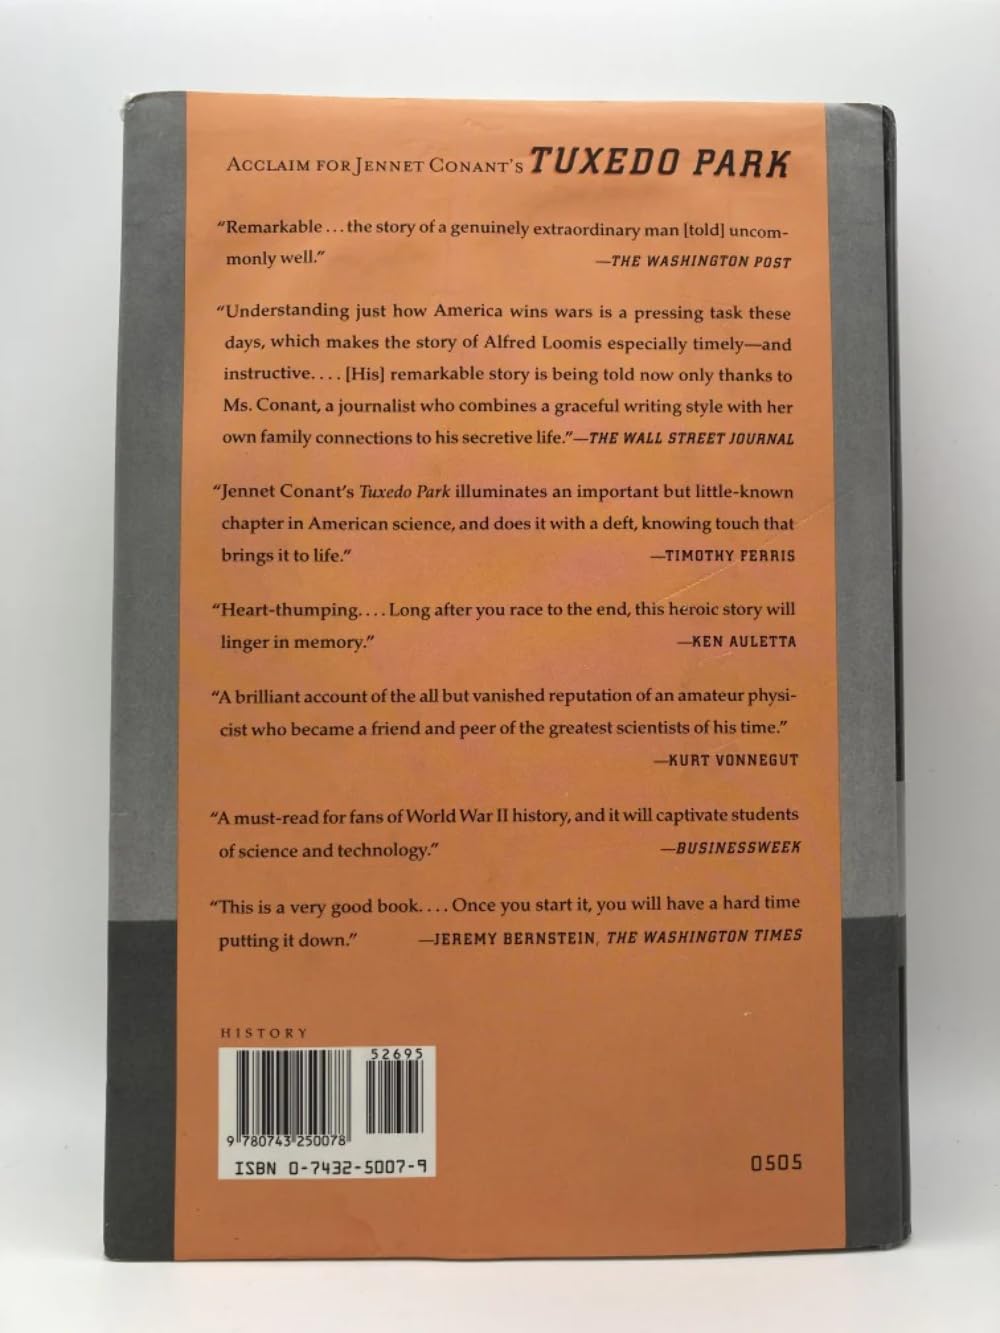 ACCLAIM FOR JENNET CONANT'S TUXEDO PARK
“Remarkable . . . the story of a genuinely extraordinary man [told] uncom-
monly well.” —THE WASHINGTON POST
“Understanding just how America wins wars is a pressing task these
days, which makes the story of Alfred Loomis especially timely—and
instructive. . . . [His] remarkable story is being told now only thanks to
Ms. Conant, a journalist who combines a graceful writing style with her
own family connections to his secretive life.”—THE WALL STREET JOURNAL
“Jennet Conant's Tuxedo Park illuminates an important but little-known
chapter in American science, and does it with a deft, knowing touch that
brings it to life.” —TIMOTHY FERRIS
“Heart-thumping. . . . Long after you race to the end, this heroic story will
linger in memory.” —KEN AULETTA
“A brilliant account of the all but vanished reputation of an amateur physi-
cist who became a friend and peer of the greatest scientists of his time.”
—KURT VONNEGUT
“A must-read for fans of World War II history, and it will captivate students
of science and technology.” —BUSINESSWEEK
“This is a very good book. . . . Once you start it, you will have a hard time
putting it down.” —JEREMY BERNSTEIN, THE WASHINGTON TIMES
HISTORY
52695
9 780743 250078
ISBN 0-7432-5007-9
0505